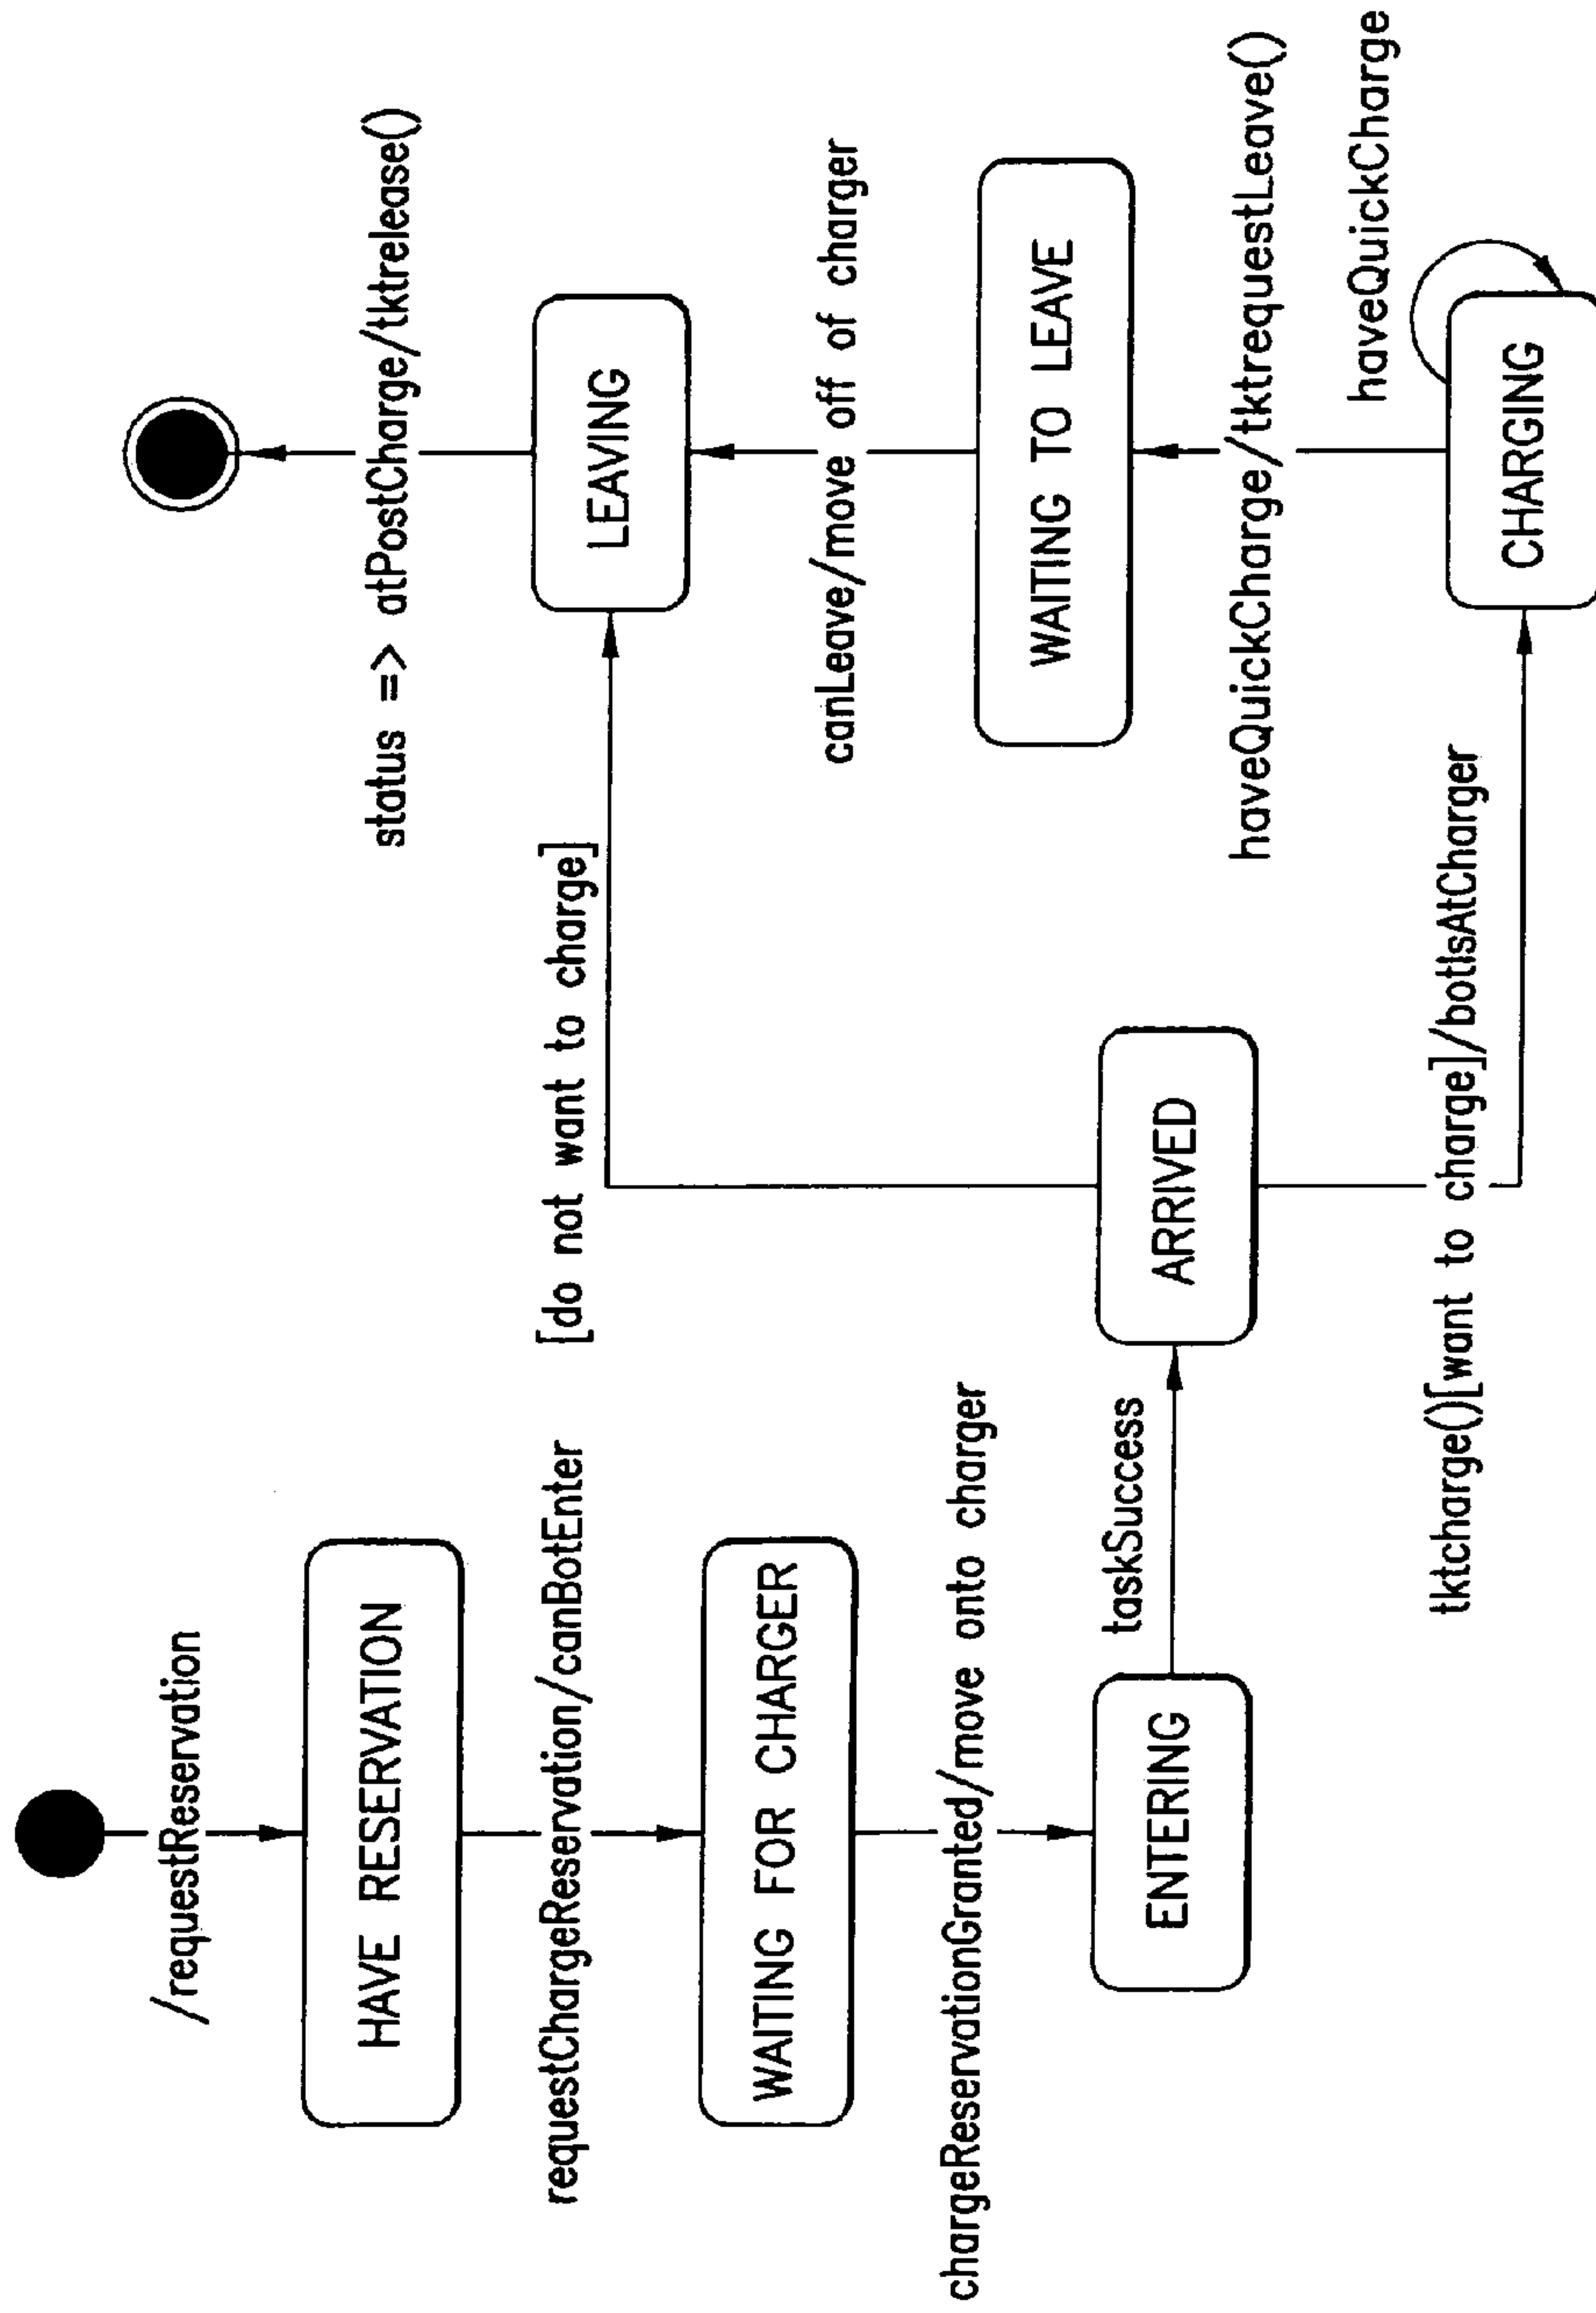 /requestReservation
HAVE RESERVATION
requestChargeReservation/canBotEnter
WAITING FOR CHARGER
chargeReservationGranted/move onto charger
ENTERING
taskSuccess
ARRIVED
[do not want to charge]
tktcharge()[want to charge]/botIsAtCharger
status => atPostCharge/tktrelease()
LEAVING
canLeave/move off of charger
WAITING TO LEAVE
haveQuickCharge/tktrequestLeave()
haveQuickCharge
CHARGING